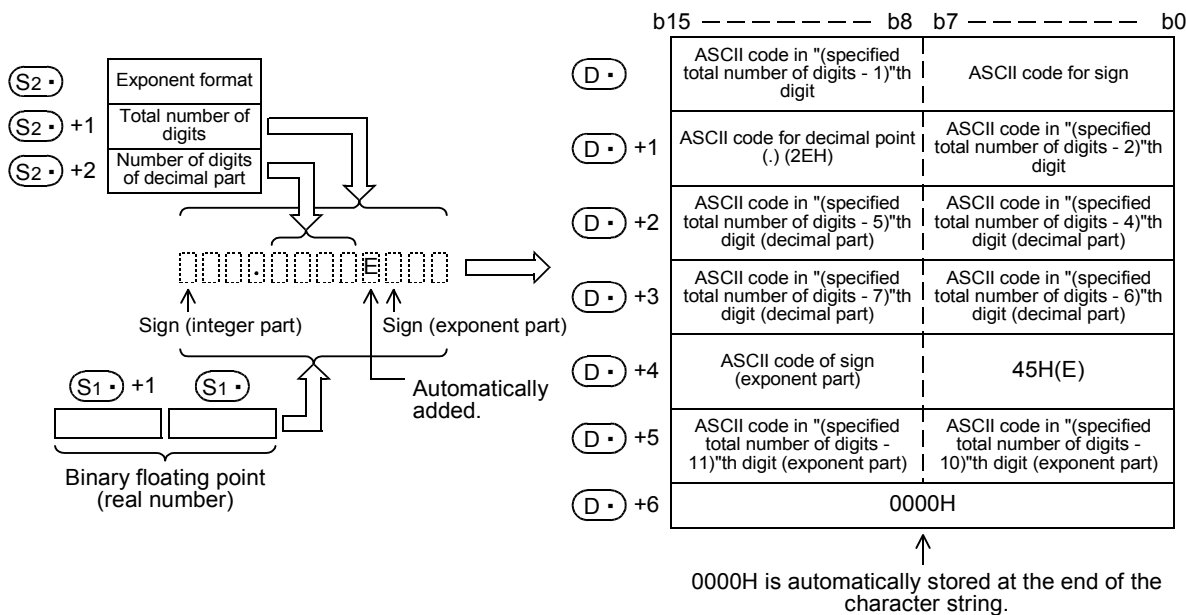 b15 — — — — — — b8 b7 — — — — — — b0
S2・
Exponent format
S2・ +1
Total number of
digits
S2・ +2
Number of digits
of decimal part
. E
Sign (integer part)
Sign (exponent part)
Automatically
added.
S1・ +1
S1・
Binary floating point
(real number)
D・
ASCII code in "(specified
total number of digits - 1)"th
digit
ASCII code for sign
D・ +1
ASCII code for decimal point
(.) (2EH)
ASCII code in "(specified
total number of digits - 2)"th
digit
D・ +2
ASCII code in "(specified
total number of digits - 5)"th
digit (decimal part)
ASCII code in "(specified
total number of digits - 4)"th
digit (decimal part)
D・ +3
ASCII code in "(specified
total number of digits - 7)"th
digit (decimal part)
ASCII code in "(specified
total number of digits - 6)"th
digit (decimal part)
D・ +4
ASCII code of sign
(exponent part)
45H(E)
D・ +5
ASCII code in "(specified
total number of digits -
11)"th digit (exponent part)
ASCII code in "(specified
total number of digits -
10)"th digit (exponent part)
D・ +6
0000H
0000H is automatically stored at the end of the
character string.